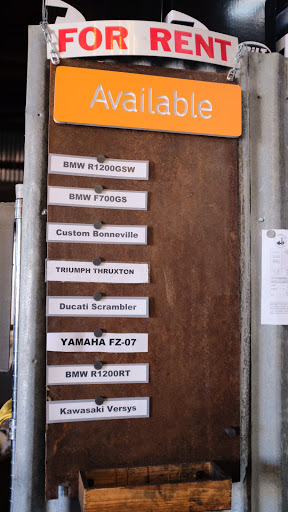 FOR RENT
Available
BMW R1200GSW
BMW F700GS
Custom Bonneville
TRIUMPH THRUXTON
Ducati Scrambler
YAMAHA FZ-07
BMW R1200RT
Kawasaki Versys